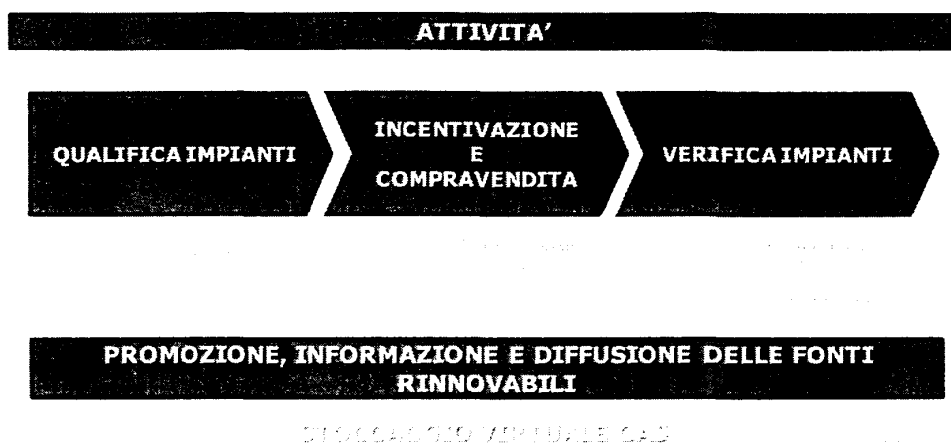 ATTIVITA’
QUALIFICA IMPIANTI
INCENTIVAZIONE
E
COMPRAVENDITA
VERIFICA IMPIANTI
PROMOZIONE, INFORMAZIONE E DIFFUSIONE DELLE FONTI
RINNOVABILI